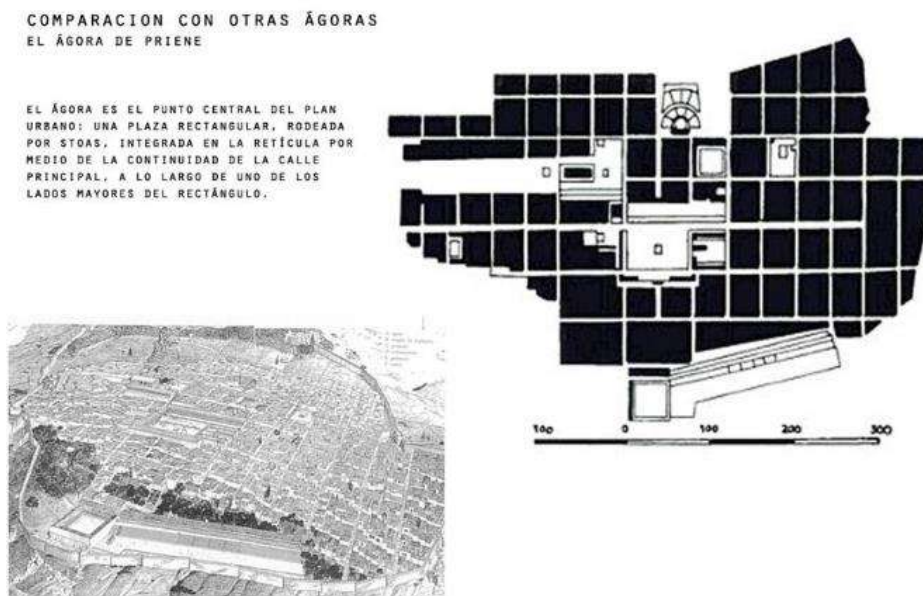 COMPARACION CON OTRAS ÁGORAS
EL ÁGORA DE PRIENE
EL ÁGORA ES EL PUNTO CENTRAL DEL PLAN
URBANO: UNA PLAZA RECTANGULAR, RODEADA
POR STOAS, INTEGRADA EN LA RETÍCULA POR
MEDIO DE LA CONTINUIDAD DE LA CALLE
PRINCIPAL, A LO LARGO DE UNO DE LOS
LADOS MAYORES DEL RECTÁNGULO.
100 0 100 200 300